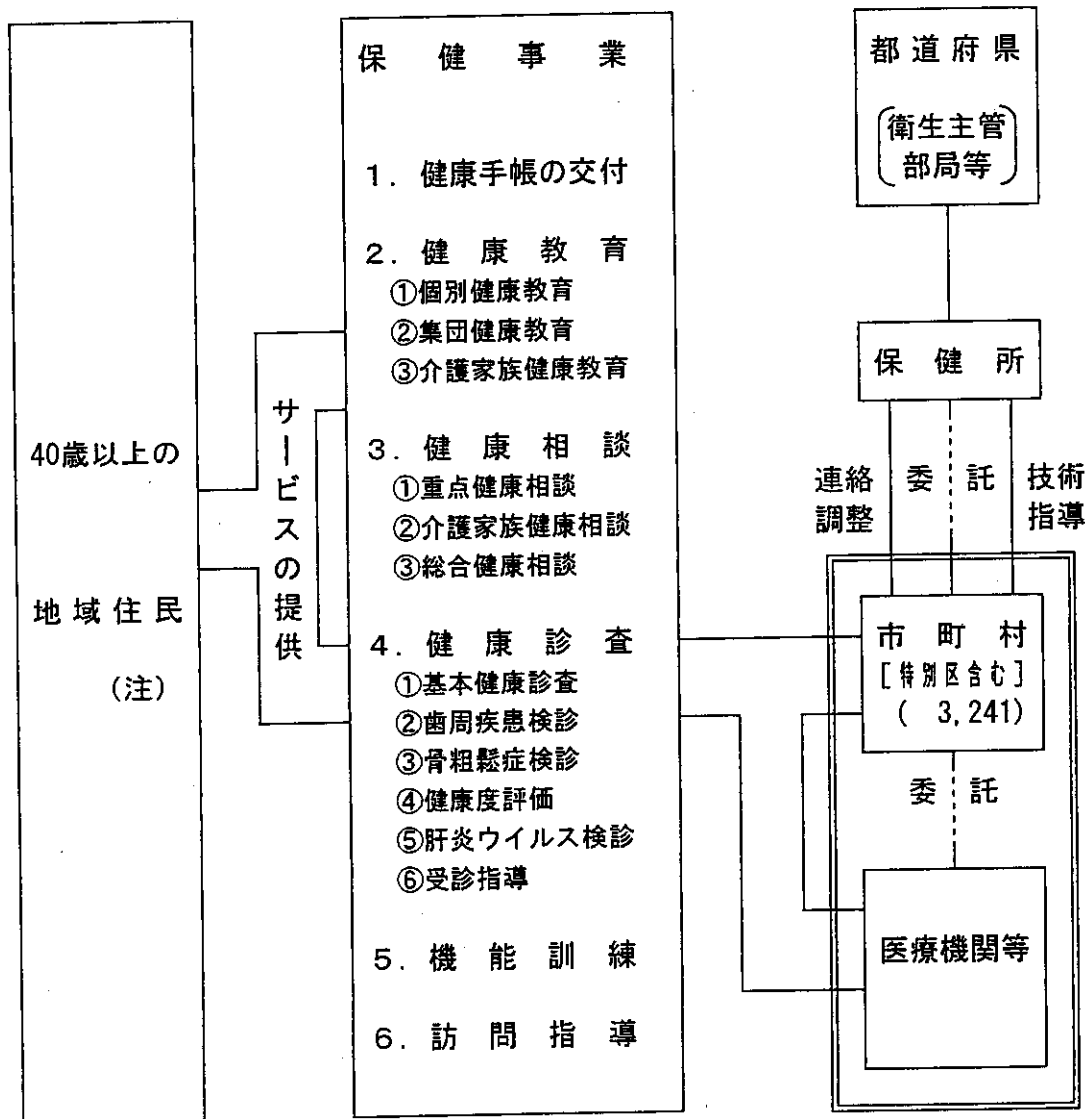 40歳以上の
地域住民
(注)
サービスの提供
保健事業
1. 健康手帳の交付
2. 健康教育
①個別健康教育
②集団健康教育
③介護家族健康教育
3. 健康相談
①重点健康相談
②介護家族健康相談
③総合健康相談
4. 健康診査
①基本健康診査
②歯周疾患検診
③骨粗鬆症検診
④健康度評価
⑤肝炎ウイルス検診
⑥受診指導
5. 機能訓練
6. 訪問指導
都道府県
(衛生主管
部局等)
保健所
連絡
調整
委託
技術
指導
市町村
[特別区含む]
( 3,241)
委託
医療機関等